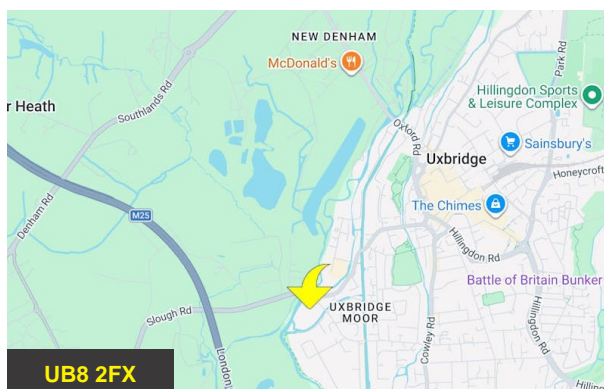 NEW DENHAM
McDonald's
r Heath
Southlands Rd
Park Rd
Hillingdon Sports
& Leisure Complex
Oxford Rd
Sainsbury's
Uxbridge
Honeycroft
The Chimes
M25
Denham Rd
Hillingdon Rd
Battle of Britain Bunker
Slough Rd
UXBRIDGE
MOOR
Cowley Rd
Hillingdon Rd
London
UB8 2FX